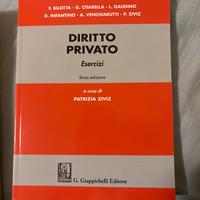 F. BILOTTA - G. CITARELLA - L. GAUDINO
D. INFANTINO - A. VENCHIARUTTI - P. ZIVIZ
DIRITTO
PRIVATO
Esercizi
terza edizione
a cura di
PATRIZIA ZIVIZ
G. Giappichelli Editore